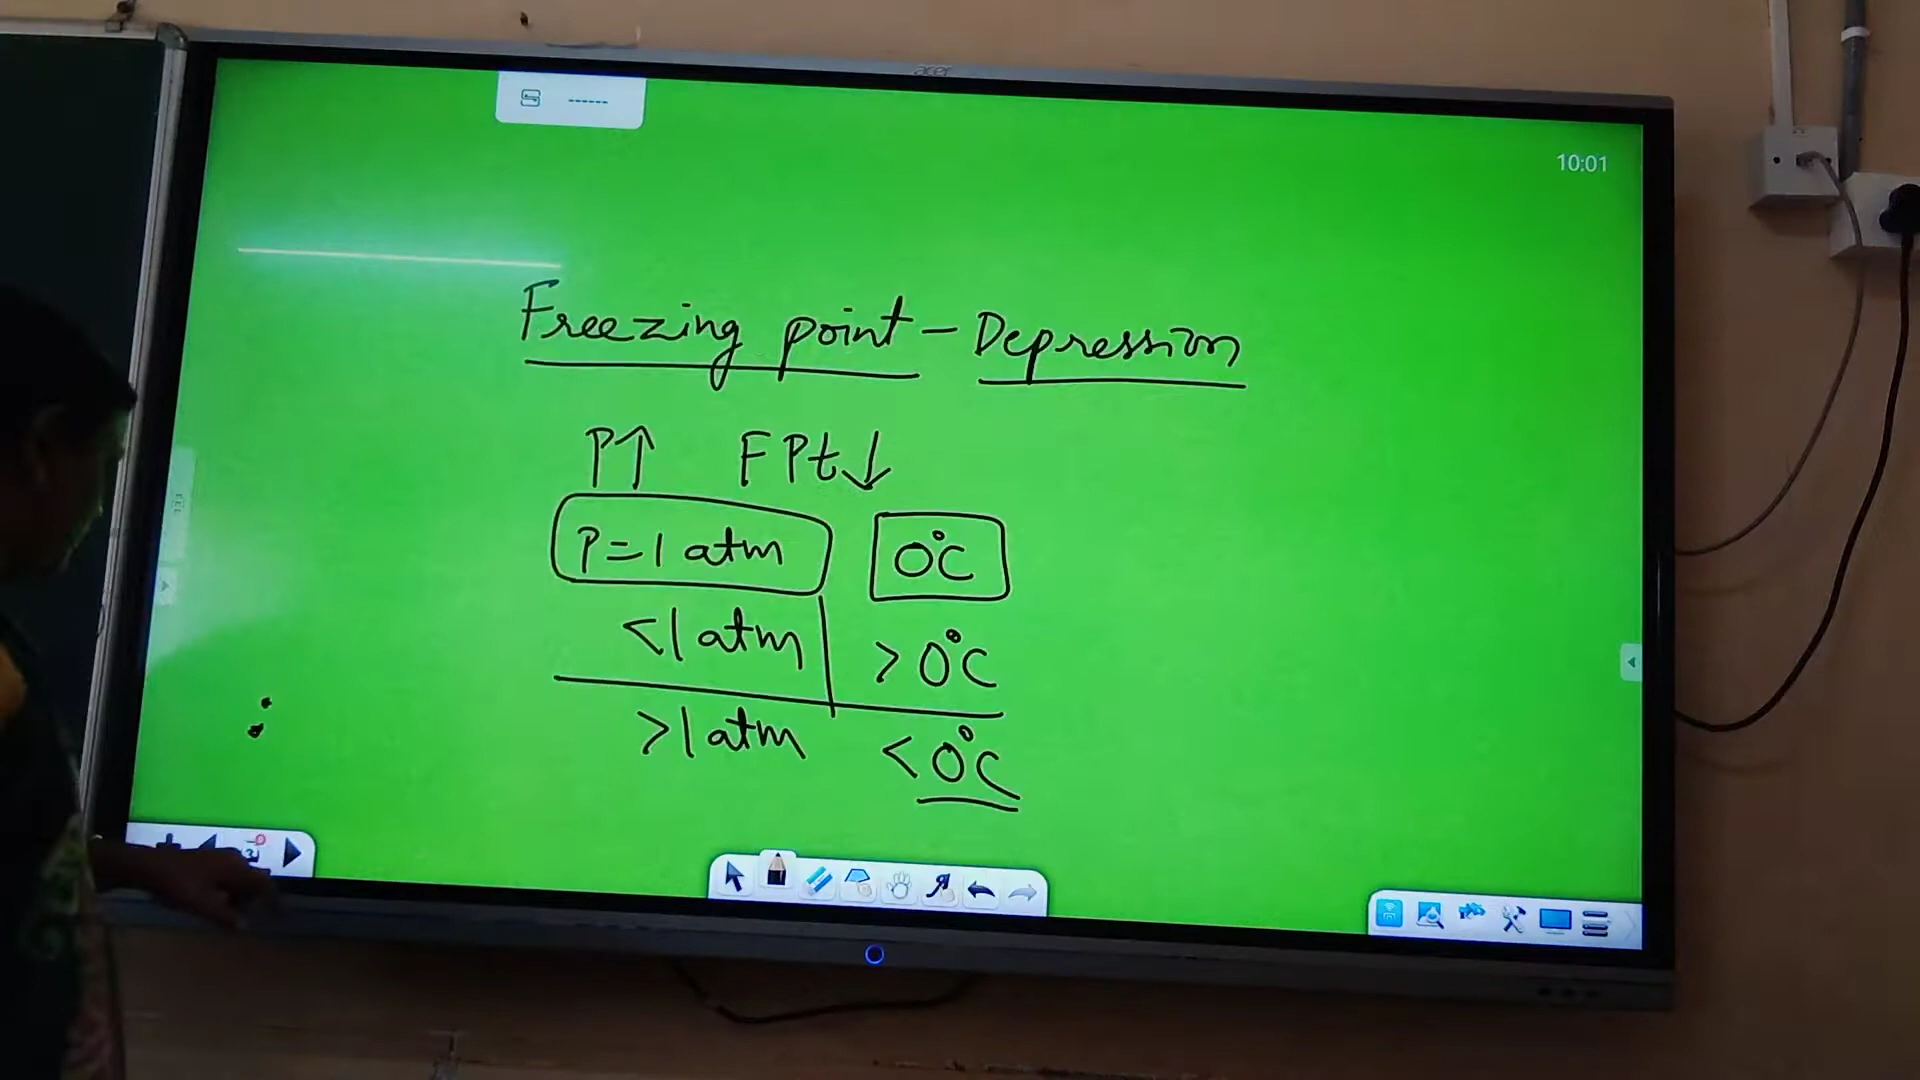 acer
10:01
Freezing point - Depression
P↑ FPt↓
P=1 atm 0°C
<1 atm >0°C
>1 atm <0°C